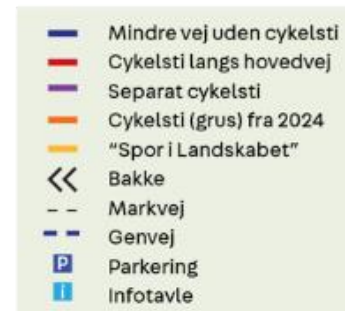 Mindre vej uden cykelsti
Cykelsti langs hovedvej
Separat cykelsti
Cykelsti (grus) fra 2024
“Spor i Landskabet”
Bakke
Markvej
Genvej
P Parkering
i Infotavle